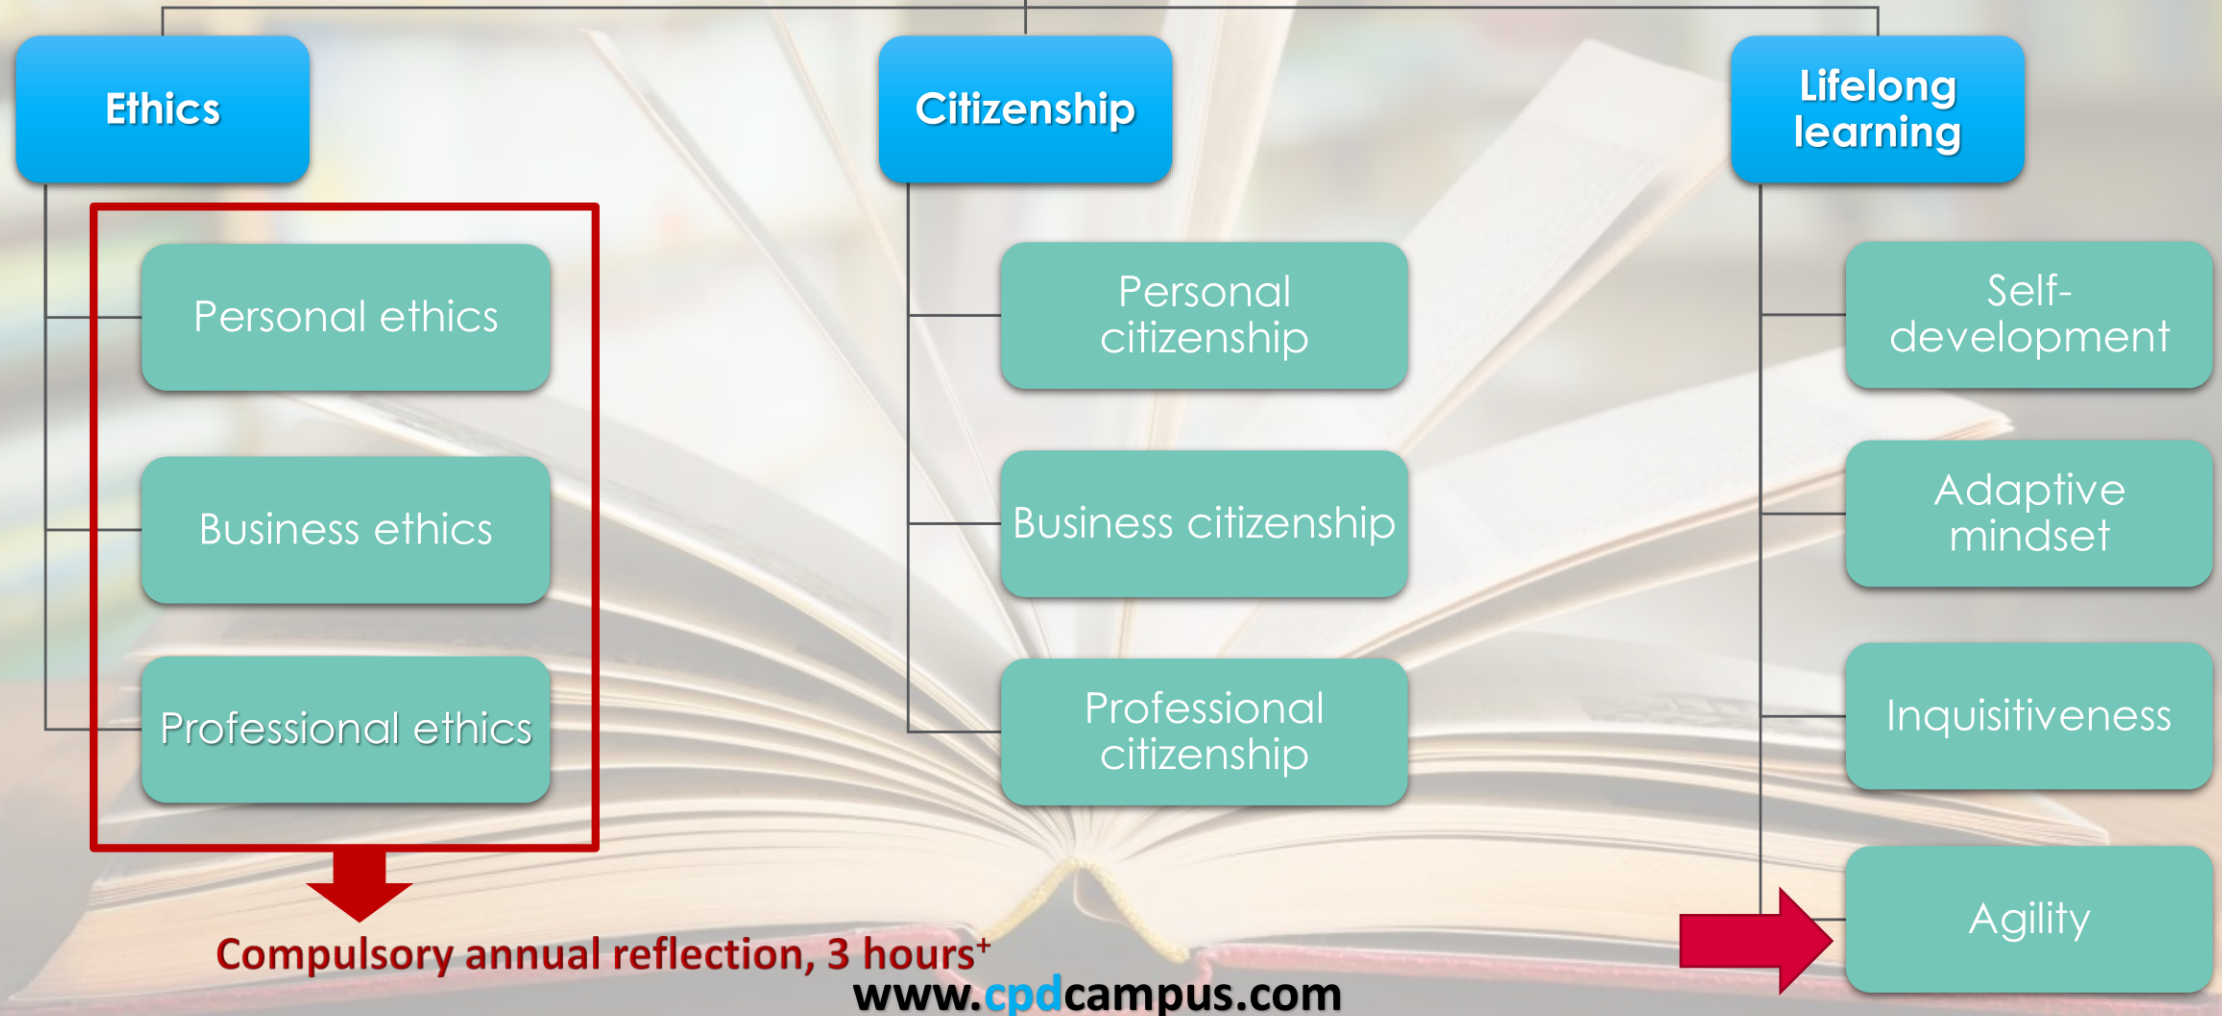 Ethics
Personal ethics
Business ethics
Professional ethics
Compulsory annual reflection, 3 hours⁺
Citizenship
Personal
citizenship
Business citizenship
Professional
citizenship
Lifelong
learning
Self-
development
Adaptive
mindset
Inquisitiveness
Agility
www.cpdcampus.com